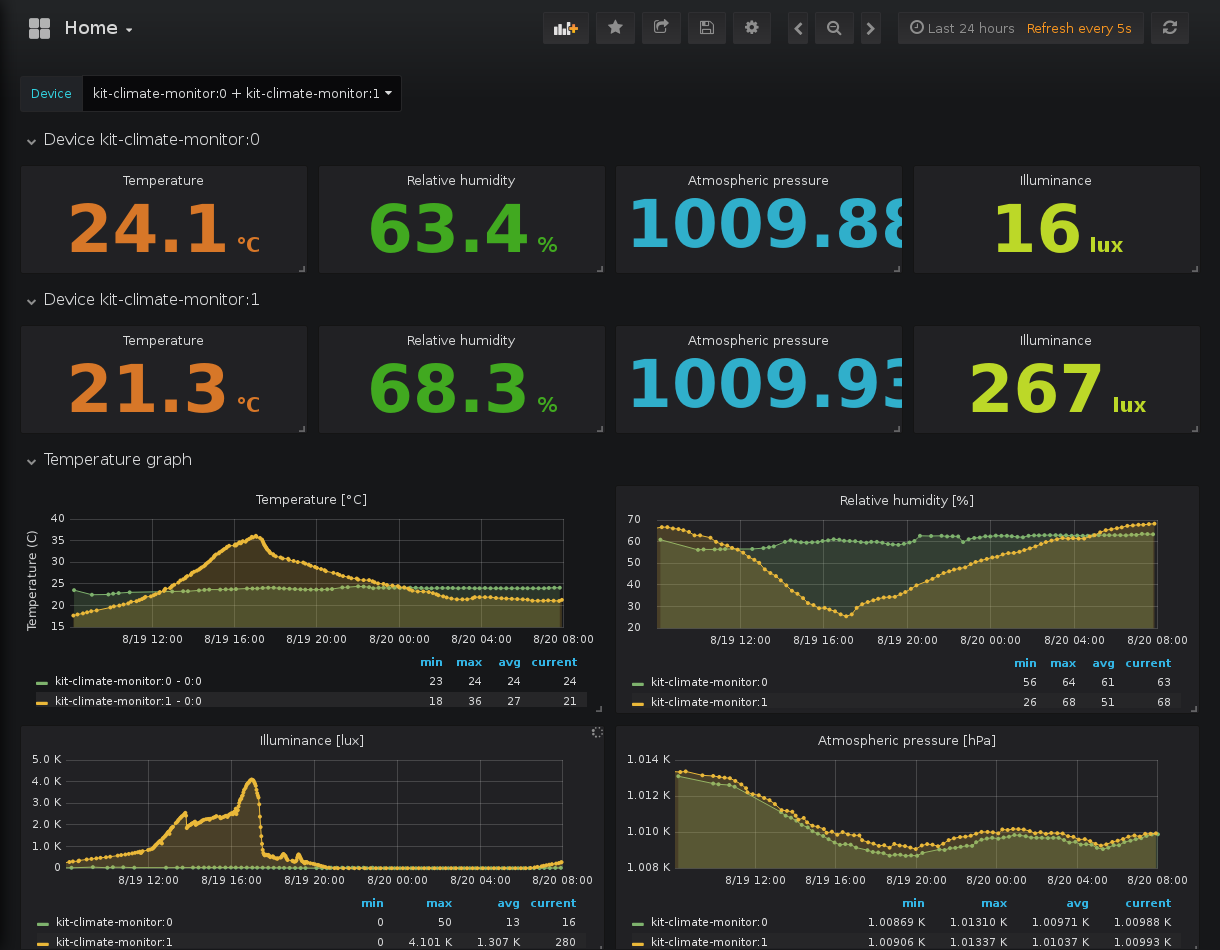 Home
Last 24 hours Refresh every 5s
Device kit-climate-monitor:0 + kit-climate-monitor:1
Device kit-climate-monitor:0
Temperature Relative humidity Atmospheric pressure Illuminance
24.1 °C 63.4 % 1009.88 16 lux
Device kit-climate-monitor:1
Temperature Relative humidity Atmospheric pressure Illuminance
21.3 °C 68.3 % 1009.93 267 lux
Temperature graph
Temperature [°C]
Temperature (C)
40
35
30
25
20
15
8/19 12:00 8/19 16:00 8/19 20:00 8/20 00:00 8/20 04:00 8/20 08:00
min max avg current
kit-climate-monitor:0 - 0:0 23 24 24 24
kit-climate-monitor:1 - 0:0 18 36 27 21
Relative humidity [%]
70
60
50
40
30
20
8/19 12:00 8/19 16:00 8/19 20:00 8/20 00:00 8/20 04:00 8/20 08:00
min max avg current
kit-climate-monitor:0 56 64 61 63
kit-climate-monitor:1 26 68 51 68
Illuminance [lux]
5.0 K
4.0 K
3.0 K
2.0 K
1.0 K
0
8/19 12:00 8/19 16:00 8/19 20:00 8/20 00:00 8/20 04:00 8/20 08:00
min max avg current
kit-climate-monitor:0 0 50 13 16
kit-climate-monitor:1 0 4.101 K 1.307 K 280
Atmospheric pressure [hPa]
1.014 K
1.012 K
1.010 K
1.008 K
8/19 12:00 8/19 16:00 8/19 20:00 8/20 00:00 8/20 04:00 8/20 08:00
min max avg current
kit-climate-monitor:0 1.00869 K 1.01310 K 1.00971 K 1.00988 K
kit-climate-monitor:1 1.00906 K 1.01337 K 1.01037 K 1.00993 K